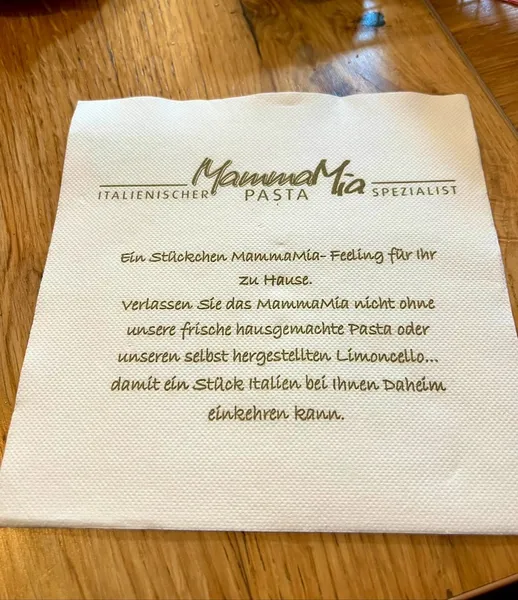 MammaMia
ITALIENISCHER PASTA SPEZIALIST
Ein Stückchen MammaMia- Feeling für Ihr
zu Hause.
Verlassen Sie das MammaMia nicht ohne
unsere frische hausgemachte Pasta oder
unseren selbst hergestellten Limoncello...
damit ein Stück Italien bei Ihnen Daheim
einkehren kann.